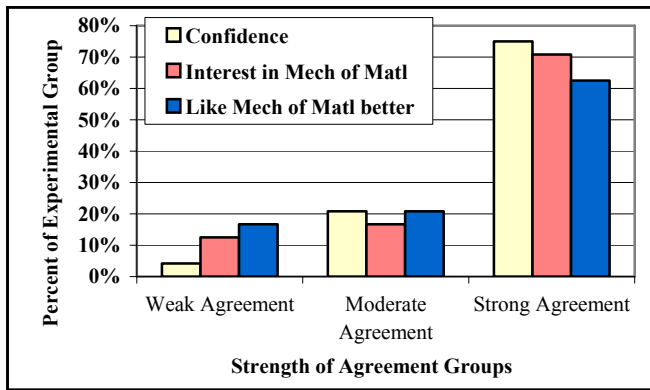 80%
70%
60%
50%
40%
30%
20%
10%
0%
Percent of Experimental Group
Confidence
Interest in Mech of Matl
Like Mech of Matl better
Weak Agreement
Moderate
Agreement
Strong Agreement
Strength of Agreement Groups